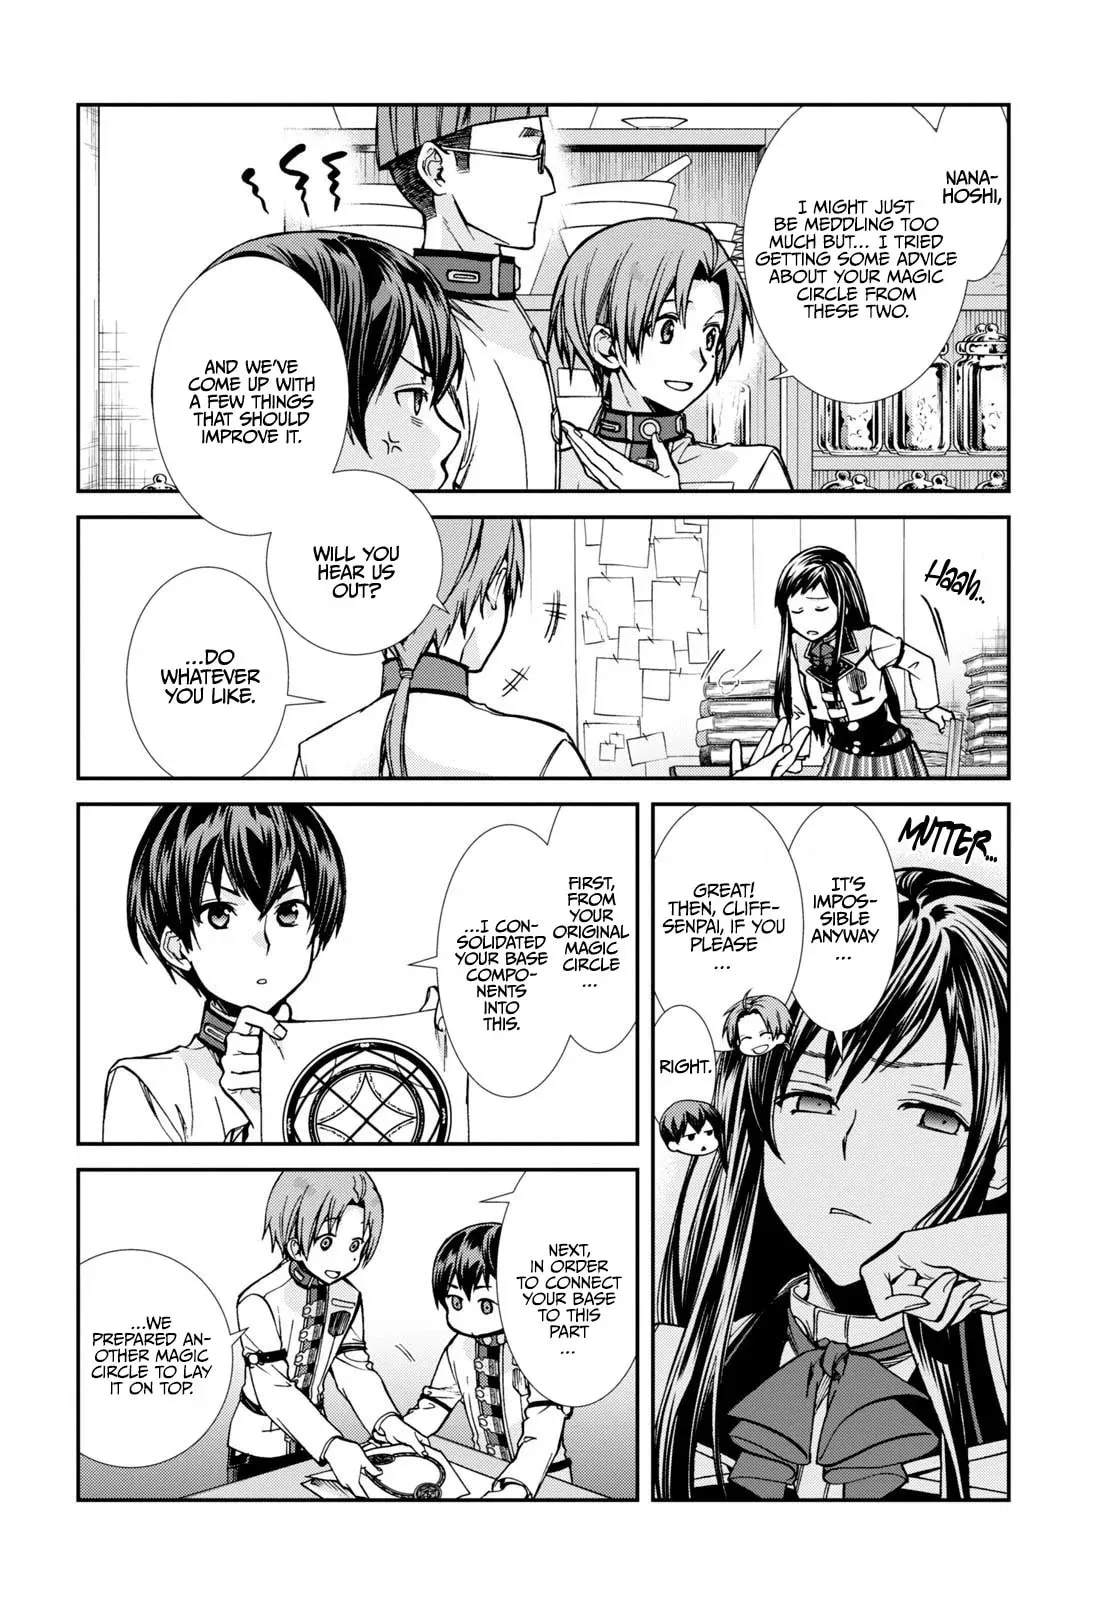 NANA-
HOSHI,
I MIGHT JUST
BE MEDDLING TOO
MUCH BUT... I TRIED
GETTING SOME ADVICE
ABOUT YOUR MAGIC
CIRCLE FROM
THESE TWO.
AND WE'VE
COME UP WITH
A FEW THINGS
THAT SHOULD
IMPROVE IT.
WILL YOU
HEAR US
OUT?
Haah..
...DO
WHATEVER
YOU LIKE.
MUTTER...
IT'S
IMPOS-
SIBLE
ANYWAY
...
GREAT!
THEN, CLIFF-
SENPAI, IF YOU
PLEASE
...
RIGHT.
FIRST,
FROM
YOUR
ORIGINAL
MAGIC
CIRCLE
...
...I CON-
SOLIDATED
YOUR BASE
COMPO-
NENTS
INTO
THIS.
NEXT,
IN ORDER
TO CONNECT
YOUR BASE
TO THIS
PART
...
...WE
PREPARED AN-
OTHER MAGIC
CIRCLE TO LAY
IT ON TOP.